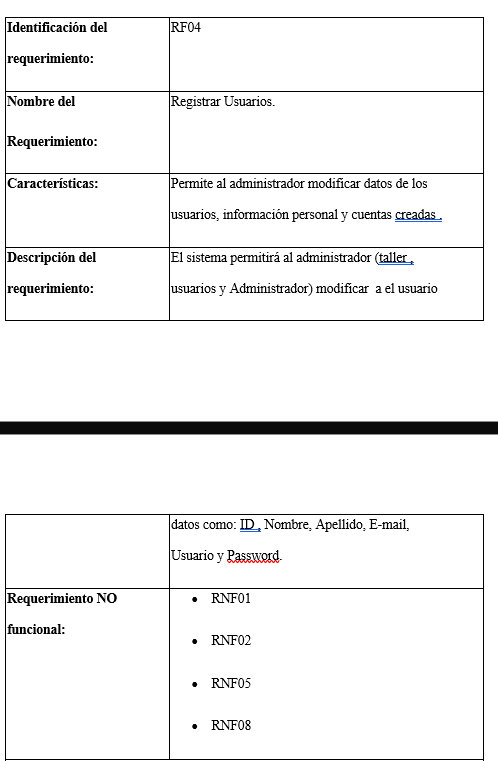 Identificación del
requerimiento:
RF04
Nombre del
Requerimiento:
Registrar Usuarios.
Características:
Permite al administrador modificar datos de los
usuarios, información personal y cuentas creadas .
Descripción del
requerimiento:
El sistema permitirá al administrador (taller ,
usuarios y Administrador) modificar  a el usuario
datos como: ID , Nombre, Apellido, E-mail,
Usuario y Password.
Requerimiento NO
funcional:
• RNF01
• RNF02
• RNF05
• RNF08